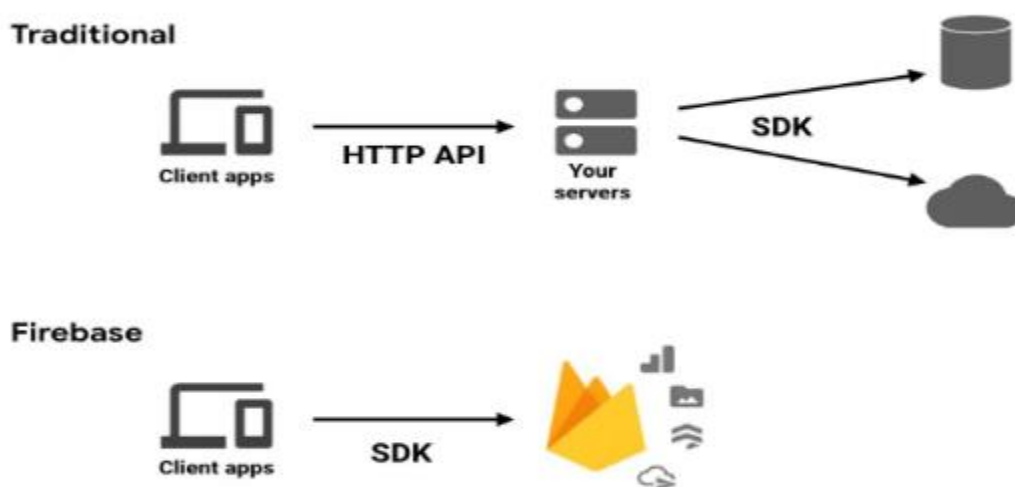 Traditional
HTTP API
SDK
Client apps
Your
servers
Firebase
SDK
Client apps